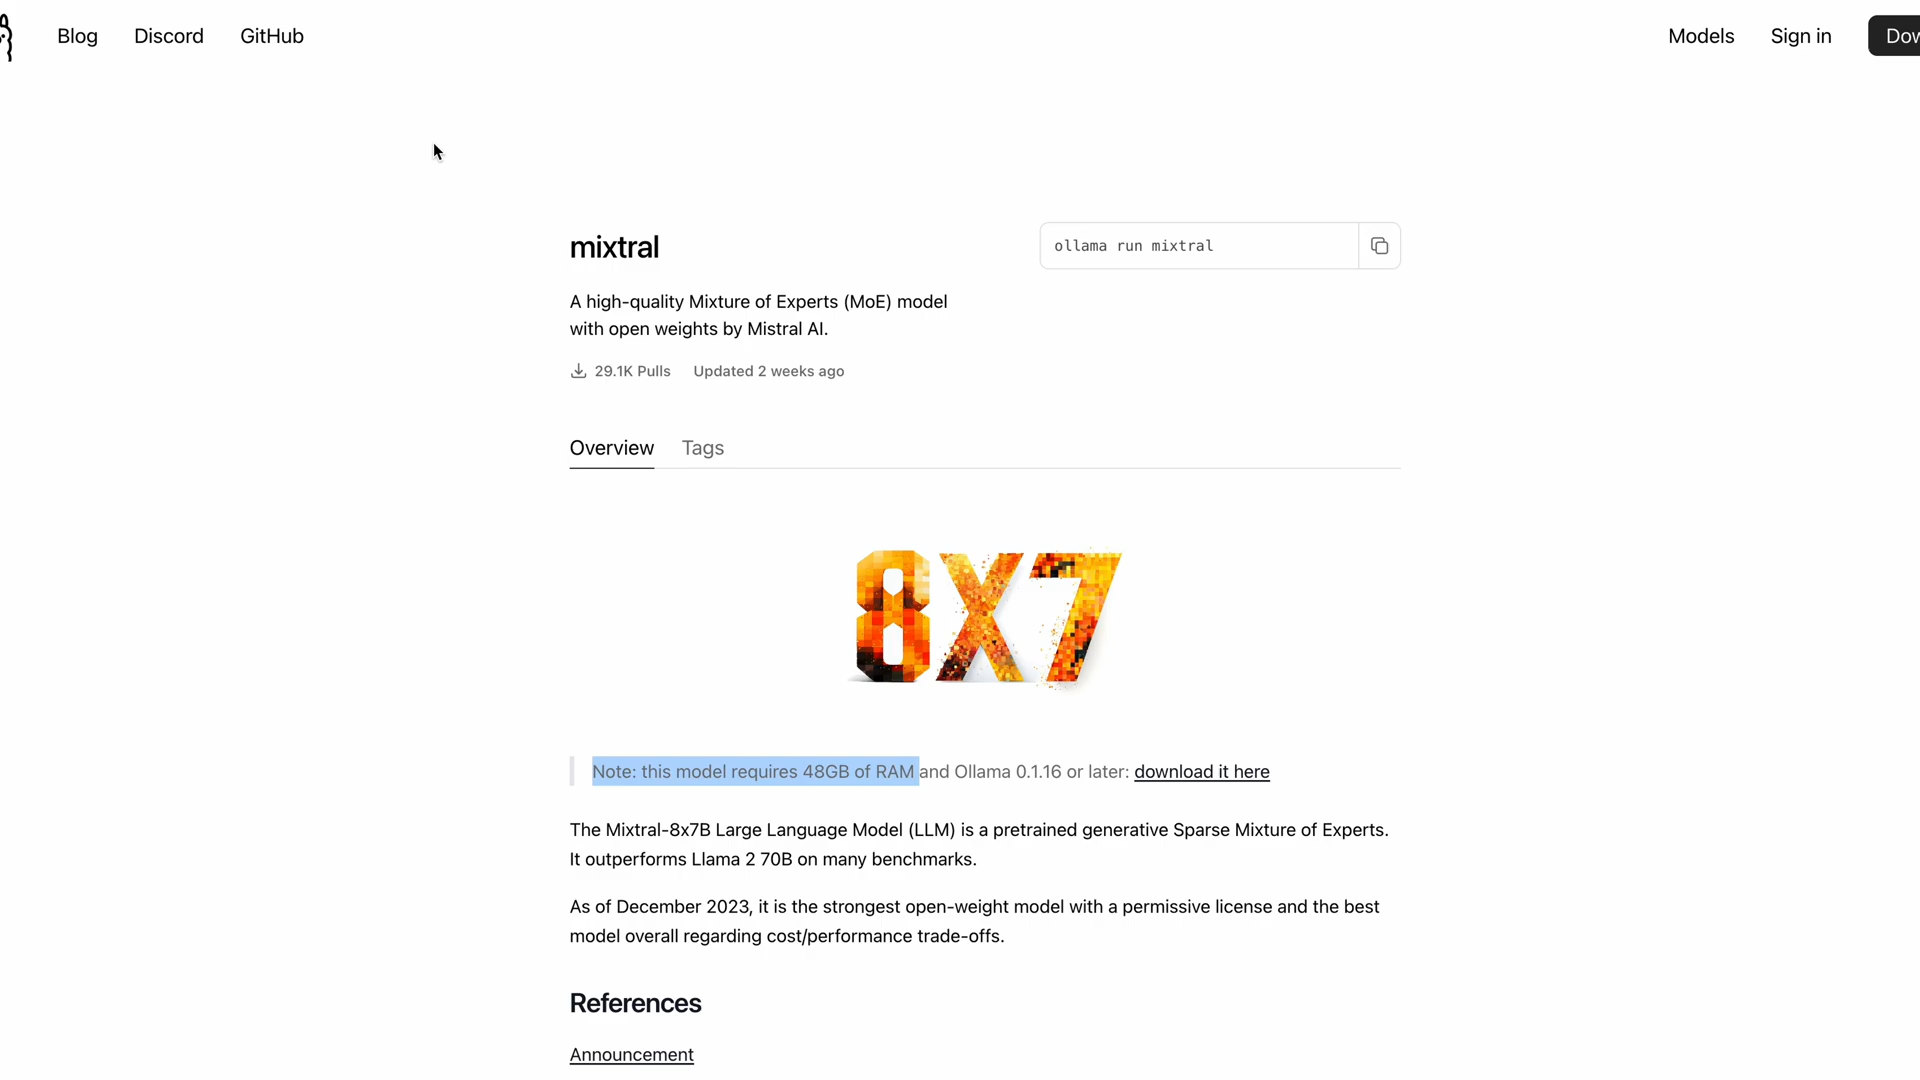 Blog Discord GitHub Models Sign in Dow
mixtral
ollama run mixtral
A high-quality Mixture of Experts (MoE) model
with open weights by Mistral AI.
29.1K Pulls Updated 2 weeks ago
Overview Tags
8X7
Note: this model requires 48GB of RAM and Ollama 0.1.16 or later: download it here
The Mixtral-8x7B Large Language Model (LLM) is a pretrained generative Sparse Mixture of Experts.
It outperforms Llama 2 70B on many benchmarks.
As of December 2023, it is the strongest open-weight model with a permissive license and the best
model overall regarding cost/performance trade-offs.
References
Announcement